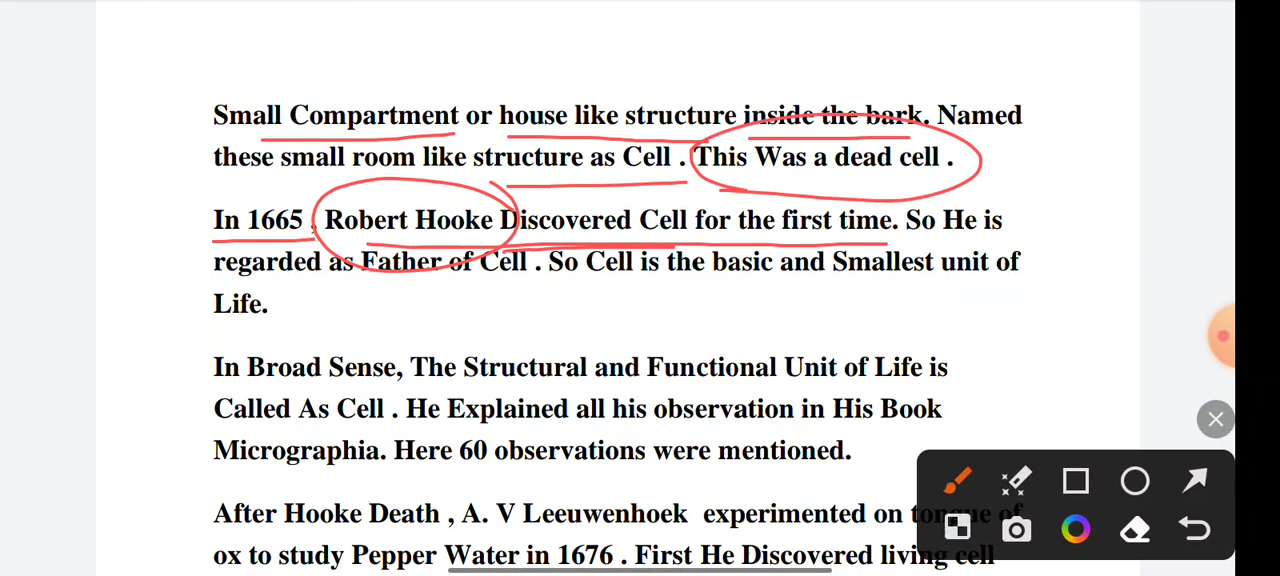 Small Compartment or house like structure inside the bark. Named
these small room like structure as Cell . This Was a dead cell .
In 1665 , Robert Hooke Discovered Cell for the first time. So He is
regarded as Father of Cell . So Cell is the basic and Smallest unit of
Life.
In Broad Sense, The Structural and Functional Unit of Life is
Called As Cell . He Explained all his observation in His Book
Micrographia. Here 60 observations were mentioned.
After Hooke Death , A. V Leeuwenhoek experimented on tongue of
ox to study Pepper Water in 1676 . First He Discovered living cell